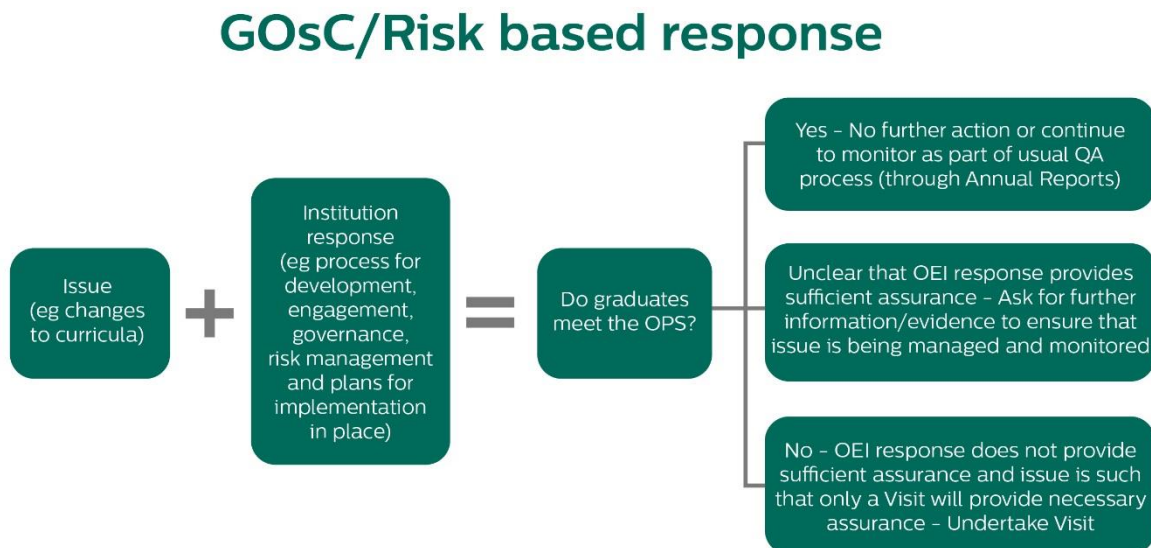 GOsC/Risk based response
Issue
(eg changes
to curricula)
+
Institution
response
(eg process for
development,
engagement,
governance,
risk management
and plans for
implementation
in place)
=
Do graduates
meet the OPS?
Yes – No further action or continue
to monitor as part of usual QA
process (through Annual Reports)
Unclear that OEI response provides
sufficient assurance – Ask for further
information/evidence to ensure that
issue is being managed and monitored
No – OEI response does not provide
sufficient assurance and issue is such
that only a Visit will provide necessary
assurance – Undertake Visit